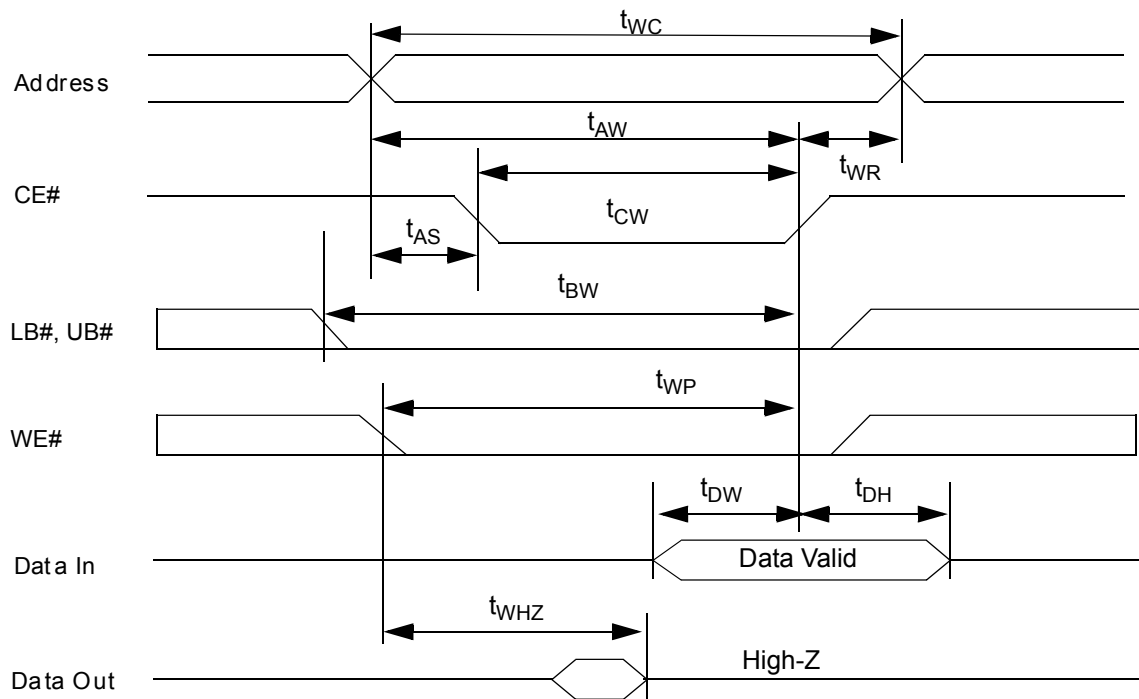 tWC
Address
tAW
tWR
CE#
tCW
tAS
tBW
LB#, UB#
tWP
WE#
tDW
tDH
Data In
Data Valid
tWHZ
High-Z
Data Out